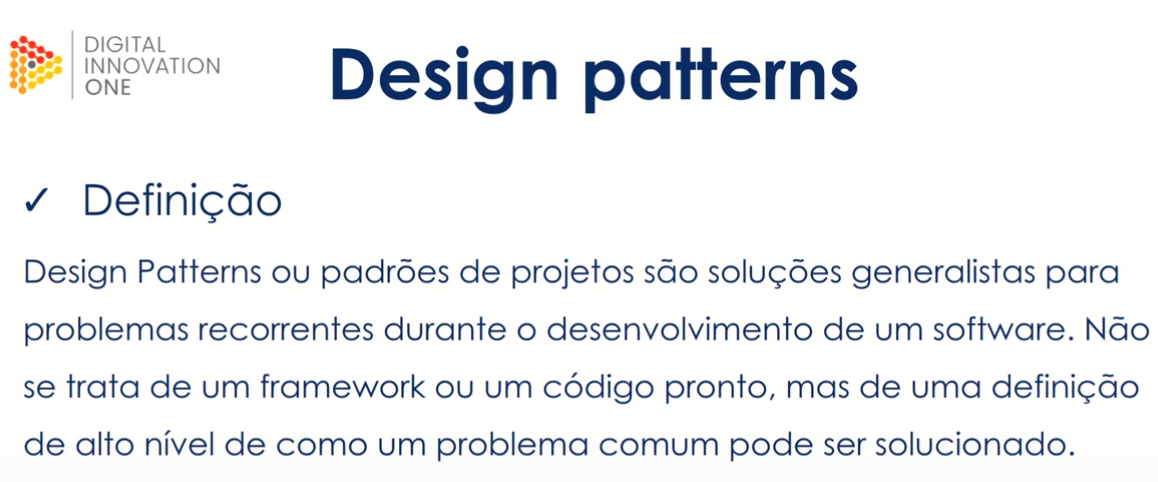 DIGITAL
INNOVATION
ONE
Design patterns
✓ Definição
Design Patterns ou padrões de projetos são soluções generalistas para
problemas recorrentes durante o desenvolvimento de um software. Não
se trata de um framework ou um código pronto, mas de uma definição
de alto nível de como um problema comum pode ser solucionado.